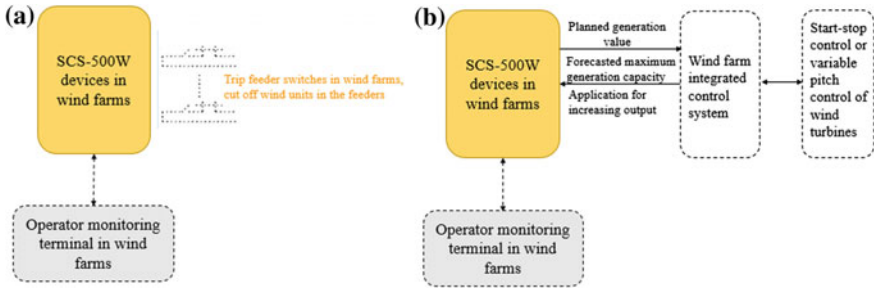 (a)
SCS-500W
devices in
wind farms
Trip feeder switches in wind farms,
cut off wind units in the feeders
Operator monitoring
terminal in wind
farms
(b)
SCS-500W
devices in
wind farms
Planned generation
value
Forecasted maximum
generation capacity
Application for
increasing output
Wind farm
integrated
control
system
Start-stop
control or
variable
pitch
control of
wind
turbines
Operator monitoring
terminal in wind
farms